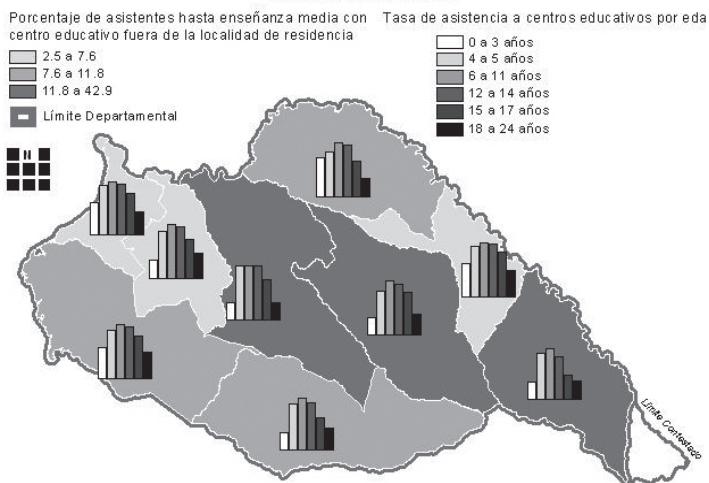 Porcentaje de asistentes hasta enseñanza media con
centro educativo fuera de la localidad de residencia
2.5 a 7.6
7.6 a 11.8
11.8 a 42.9
Límite Departamental
N
Tasa de asistencia a centros educativos por eda
0 a 3 años
4 a 5 años
6 a 11 años
12 a 14 años
15 a 17 años
18 a 24 años
Límite Contestado